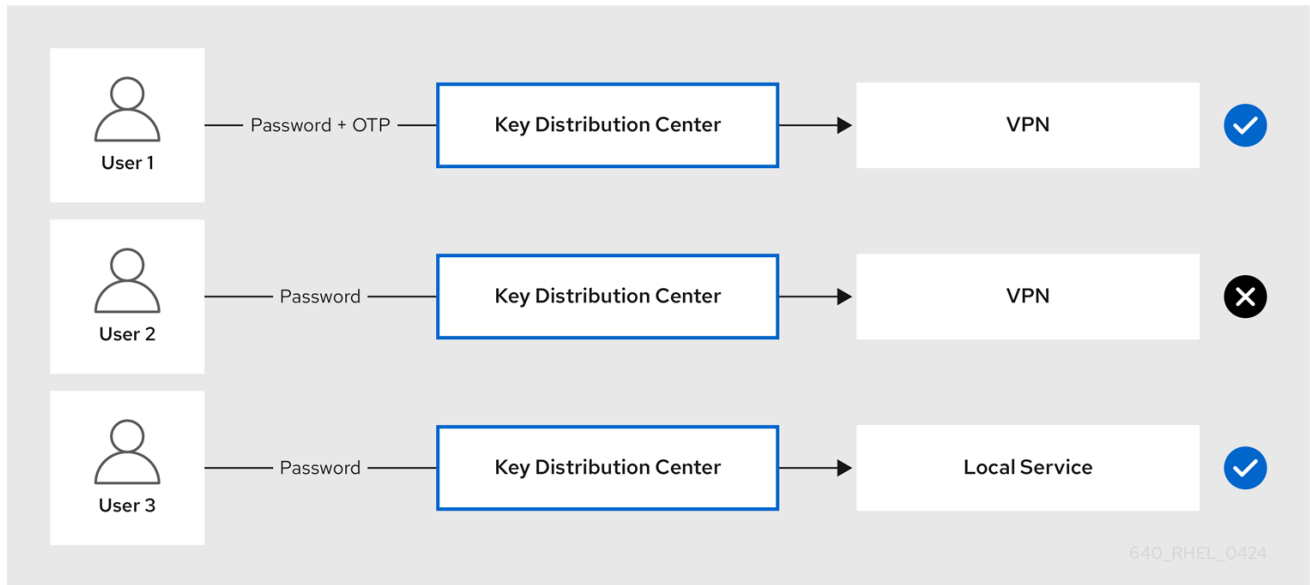 User 1
Password + OTP
Key Distribution Center
VPN
User 2
Password
Key Distribution Center
VPN
User 3
Password
Key Distribution Center
Local Service
640_RHEL_0424